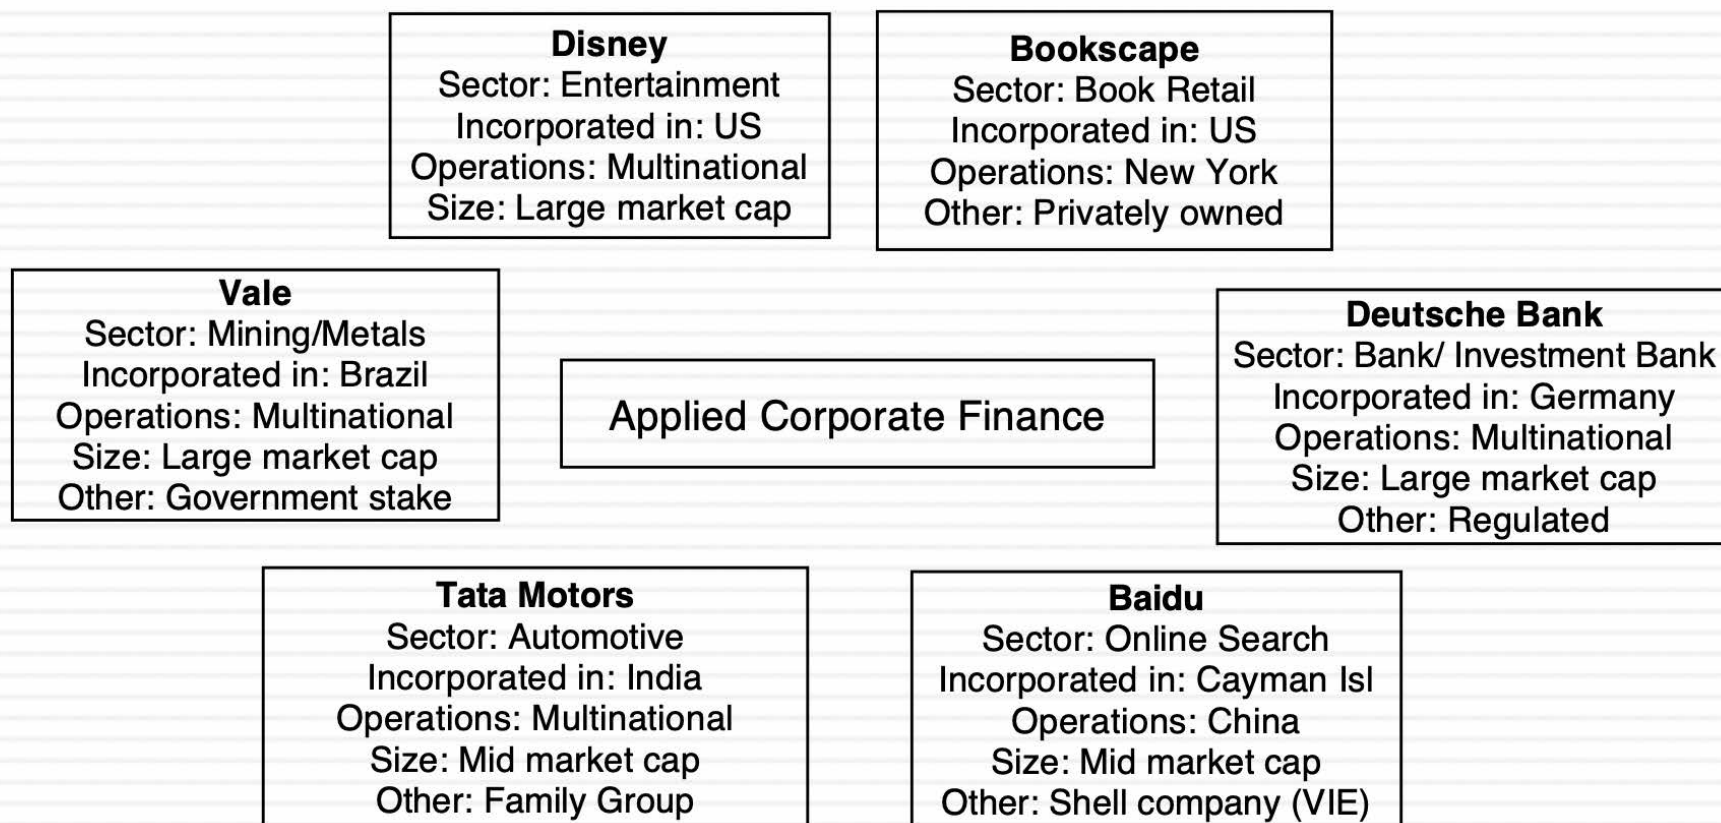 Disney
Sector: Entertainment
Incorporated in: US
Operations: Multinational
Size: Large market cap
Bookscape
Sector: Book Retail
Incorporated in: US
Operations: New York
Other: Privately owned
Vale
Sector: Mining/Metals
Incorporated in: Brazil
Operations: Multinational
Size: Large market cap
Other: Government stake
Applied Corporate Finance
Deutsche Bank
Sector: Bank/ Investment Bank
Incorporated in: Germany
Operations: Multinational
Size: Large market cap
Other: Regulated
Tata Motors
Sector: Automotive
Incorporated in: India
Operations: Multinational
Size: Mid market cap
Other: Family Group
Baidu
Sector: Online Search
Incorporated in: Cayman Isl
Operations: China
Size: Mid market cap
Other: Shell company (VIE)